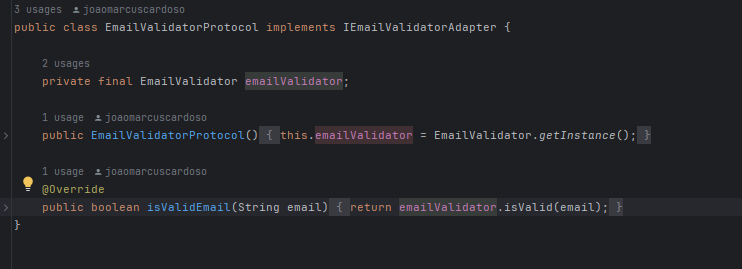 3 usages joaomarcuscardoso
public class EmailValidatorProtocol implements IEmailValidatorAdapter {
2 usages
private final EmailValidator emailValidator;
1 usage joaomarcuscardoso
public EmailValidatorProtocol() { this.emailValidator = EmailValidator.getInstance(); }
1 usage joaomarcuscardoso
@Override
public boolean isValidEmail(String email) { return emailValidator.isValid(email); }
}